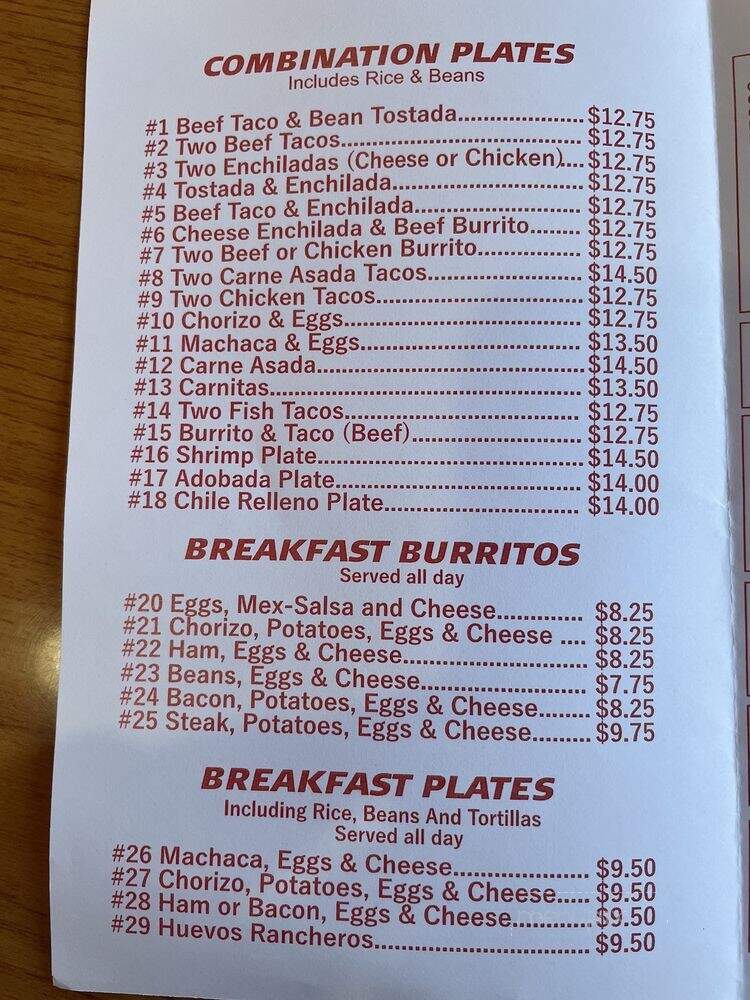 COMBINATION PLATES
Includes Rice & Beans
#1 Beef Taco & Bean Tostada................... $12.75
#2 Two Beef Tacos.................................... $12.75
#3 Two Enchiladas (Cheese or Chicken).... $12.75
#4 Tostada & Enchilada............................ $12.75
#5 Beef Taco & Enchilada......................... $12.75
#6 Cheese Enchilada & Beef Burrito........ $12.75
#7 Two Beef or Chicken Burrito................ $12.75
#8 Two Carne Asada Tacos....................... $14.50
#9 Two Chicken Tacos............................... $12.75
#10 Chorizo & Eggs................................... $12.75
#11 Machaca & Eggs................................. $13.50
#12 Carne Asada........................................ $14.50
#13 Carnitas............................................... $13.50
#14 Two Fish Tacos................................... $12.75
#15 Burrito & Taco (Beef)......................... $12.75
#16 Shrimp Plate........................................ $14.50
#17 Adobada Plate..................................... $14.00
#18 Chile Relleno Plate............................. $14.00
BREAKFAST BURRITOS
Served all day
#20 Eggs, Mex-Salsa and Cheese............. $8.25
#21 Chorizo, Potatoes, Eggs & Cheese .... $8.25
#22 Ham, Eggs & Cheese........................... $8.25
#23 Beans, Eggs & Cheese......................... $7.75
#24 Bacon, Potatoes, Eggs & Cheese........ $8.25
#25 Steak, Potatoes, Eggs & Cheese......... $9.75
BREAKFAST PLATES
Including Rice, Beans And Tortillas
Served all day
#26 Machaca, Eggs & Cheese.................... $9.50
#27 Chorizo, Potatoes, Eggs & Cheese..... $9.50
#28 Ham or Bacon, Eggs & Cheese............ $9.50
#29 Huevos Rancheros................................ $9.50